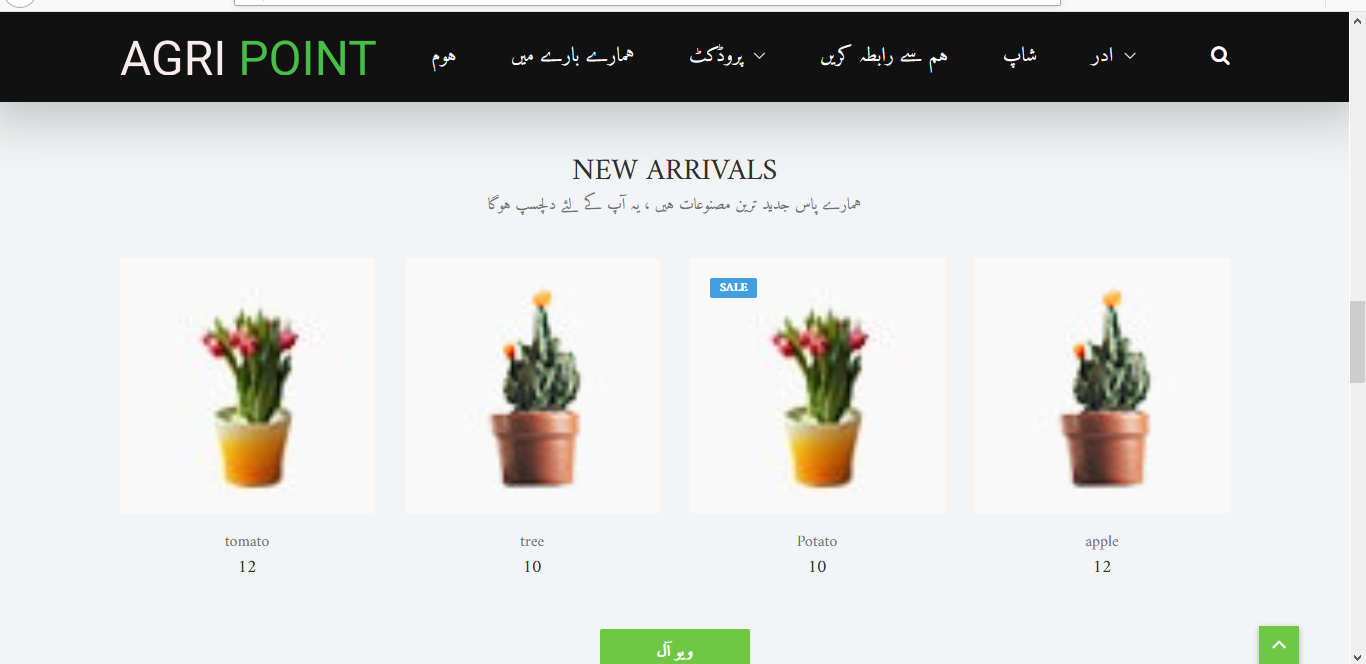 AGRI POINT
ہوم
ہمارے بارے میں
پروڈکٹ
ہم سے رابطہ کریں
شاپ
ادر
NEW ARRIVALS
ہمارے پاس جدید ترین مصنوعات ہیں ، یہ آپ کے لئے دلچسپ ہوگا
SALE
tomato
12
tree
10
Potato
10
apple
12
ویو آل